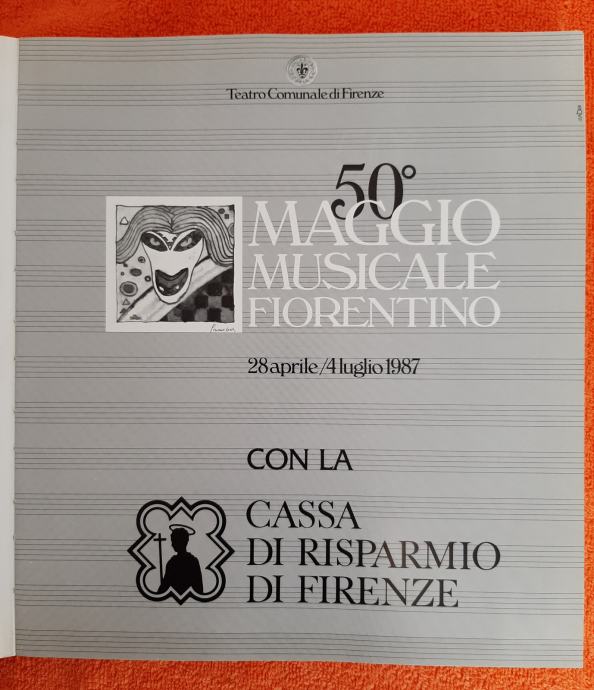 Teatro Comunale di Firenze
50°
MAGGIO
MUSICALE
FIORENTINO
28 aprile/4 luglio 1987
CON LA
CASSA
DI RISPARMIO
DI FIRENZE